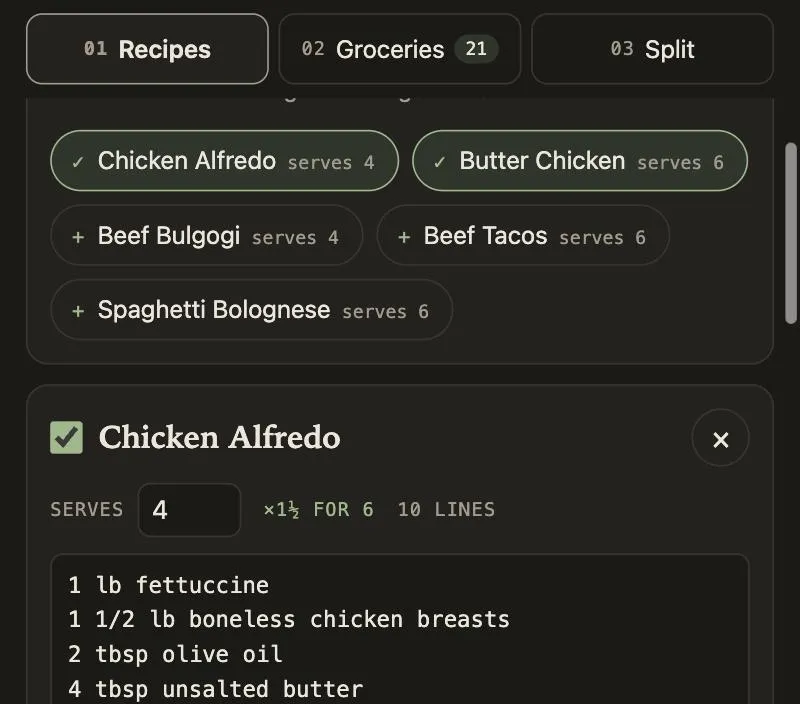 01 Recipes
02 Groceries 21
03 Split
✓ Chicken Alfredo serves 4
✓ Butter Chicken serves 6
+ Beef Bulgogi serves 4
+ Beef Tacos serves 6
+ Spaghetti Bolognese serves 6
Chicken Alfredo
SERVES 4 ×1½ FOR 6 10 LINES
1 lb fettuccine
1 1/2 lb boneless chicken breasts
2 tbsp olive oil
4 tbsp unsalted butter